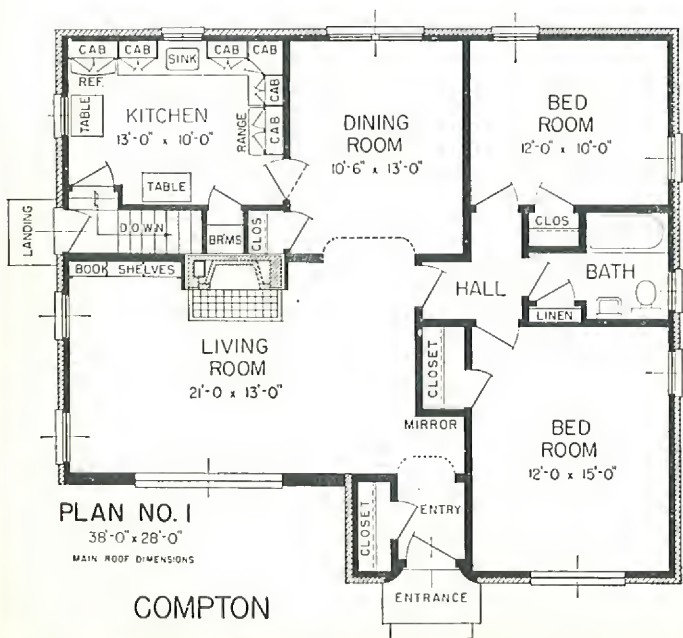 CAB CAB SINK CAB CAB
REF.
CAB
TABLE
KITCHEN
13'-0" x 10'-0"
RANGE
CAB
TABLE
DINING
ROOM
10'-6" x 13'-0"
BED
ROOM
12'-0" x 10'-0"
LANDING
DOWN
BRMS
CLOS
CLOS
BOOK SHELVES
HALL
BATH
LINEN
LIVING
ROOM
21'-0 x 13'-0"
CLOSET
MIRROR
BED
ROOM
12'-0 x 15'-0"
CLOSET
ENTRY
ENTRANCE
PLAN NO. 1
38'-0" x 28'-0"
MAIN ROOF DIMENSIONS
COMPTON